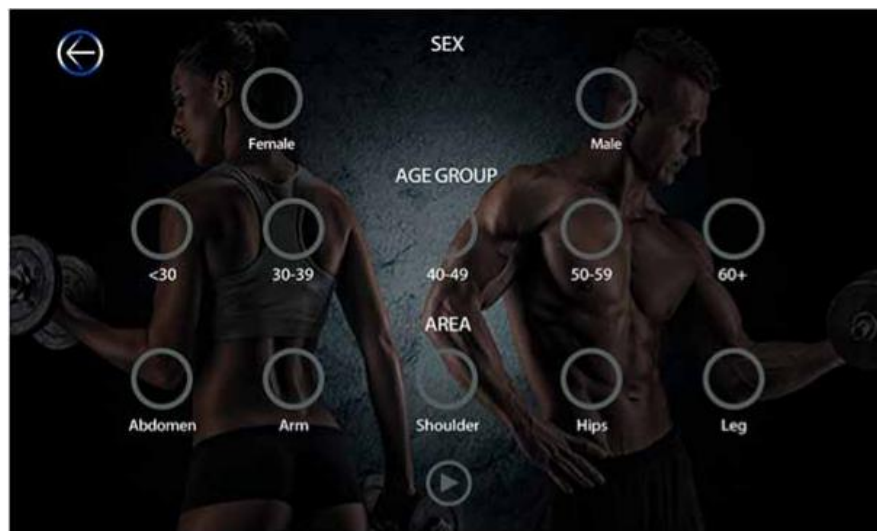 SEX
Female Male
AGE GROUP
<30 30-39 40-49 50-59 60+
AREA
Abdomen Arm Shoulder Hips Leg